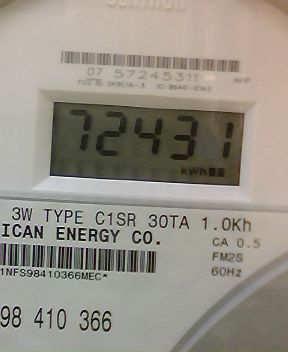 07 57245311
72431
kWh
3W TYPE C1SR 30TA 1.0Kh
ICAN ENERGY CO.
CA 0.5
FM2S
1NFS98410366MEC*
60Hz
98 410 366